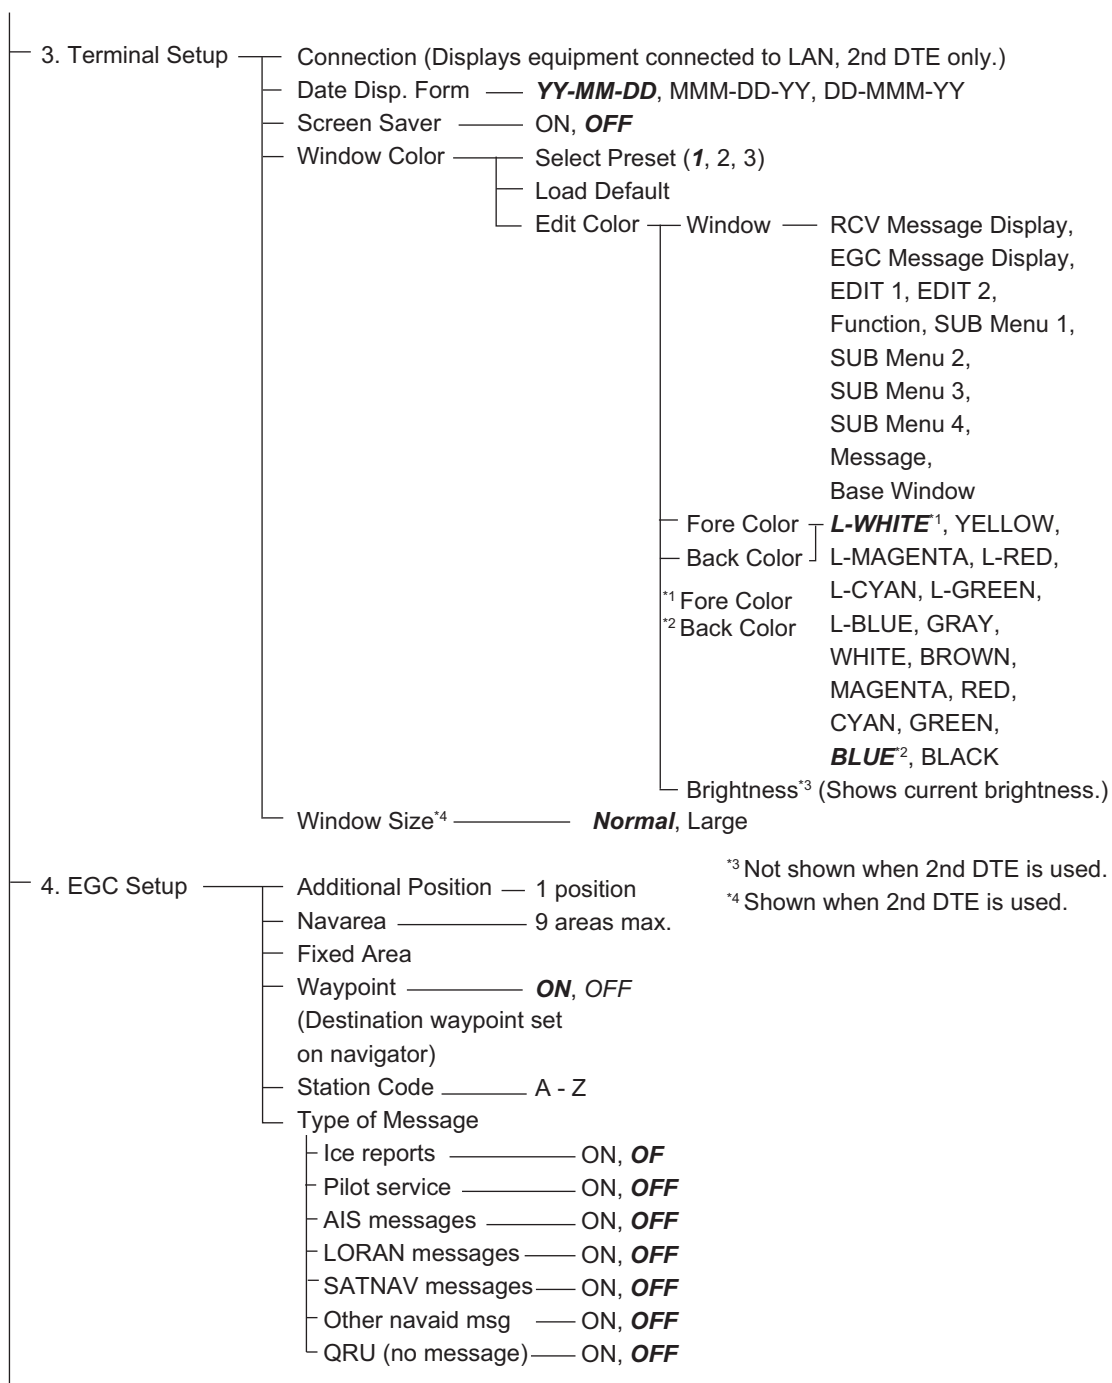 3. Terminal Setup Connection (Displays equipment connected to LAN, 2nd DTE only.)
Date Disp. Form YY-MM-DD, MMM-DD-YY, DD-MMM-YY
Screen Saver ON, OFF
Window Color Select Preset (1, 2, 3)
Load Default
Edit Color Window RCV Message Display,
EGC Message Display,
EDIT 1, EDIT 2,
Function, SUB Menu 1,
SUB Menu 2,
SUB Menu 3,
SUB Menu 4,
Message,
Base Window
Fore Color L-WHITE*1, YELLOW,
Back Color L-MAGENTA, L-RED,
*1 Fore Color L-CYAN, L-GREEN,
*2 Back Color L-BLUE, GRAY,
WHITE, BROWN,
MAGENTA, RED,
CYAN, GREEN,
BLUE*2, BLACK
Brightness*3 (Shows current brightness.)
Window Size*4 Normal, Large
*3 Not shown when 2nd DTE is used.
*4 Shown when 2nd DTE is used.
4. EGC Setup Additional Position 1 position
Navarea 9 areas max.
Fixed Area
Waypoint ON, OFF
(Destination waypoint set
on navigator)
Station Code A - Z
Type of Message
Ice reports ON, OF
Pilot service ON, OFF
AIS messages ON, OFF
LORAN messages ON, OFF
SATNAV messages ON, OFF
Other navaid msg ON, OFF
QRU (no message) ON, OFF